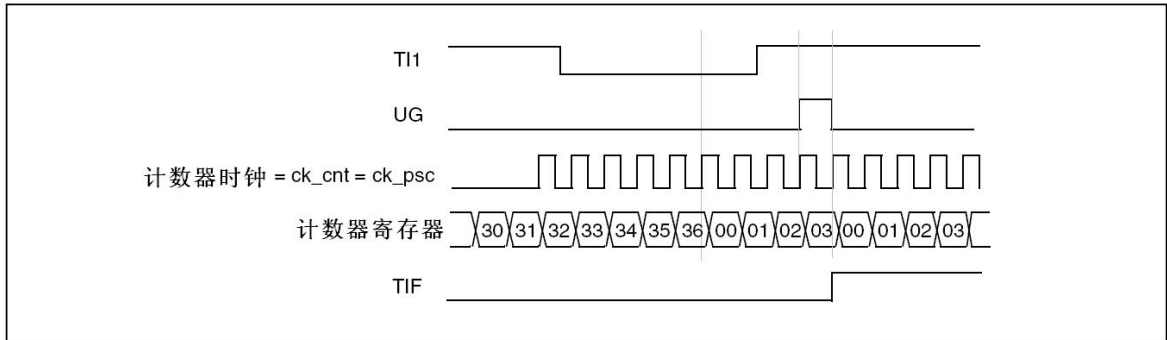 TI1
UG
计数器时钟 = ck_cnt = ck_psc
计数器寄存器 30 31 32 33 34 35 36 00 01 02 03 00 01 02 03
TIF